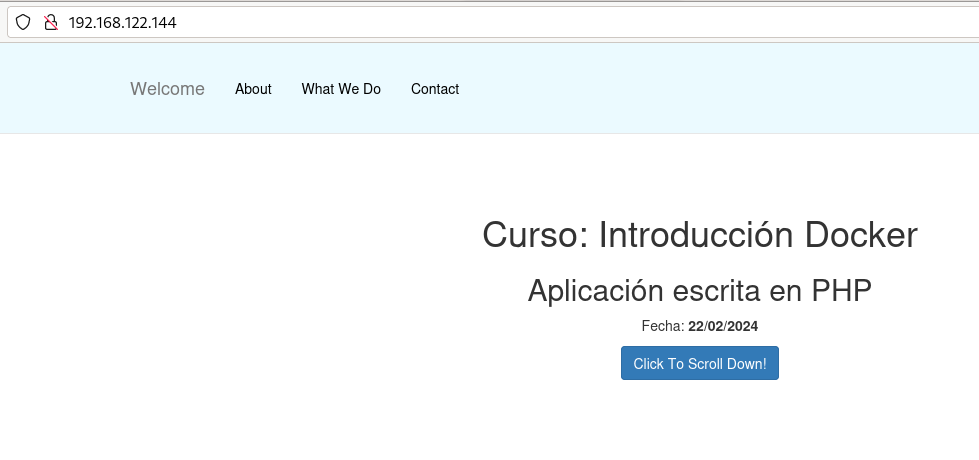 192.168.122.144
Welcome About What We Do Contact
Curso: Introducción Docker
Aplicación escrita en PHP
Fecha: 22/02/2024
Click To Scroll Down!